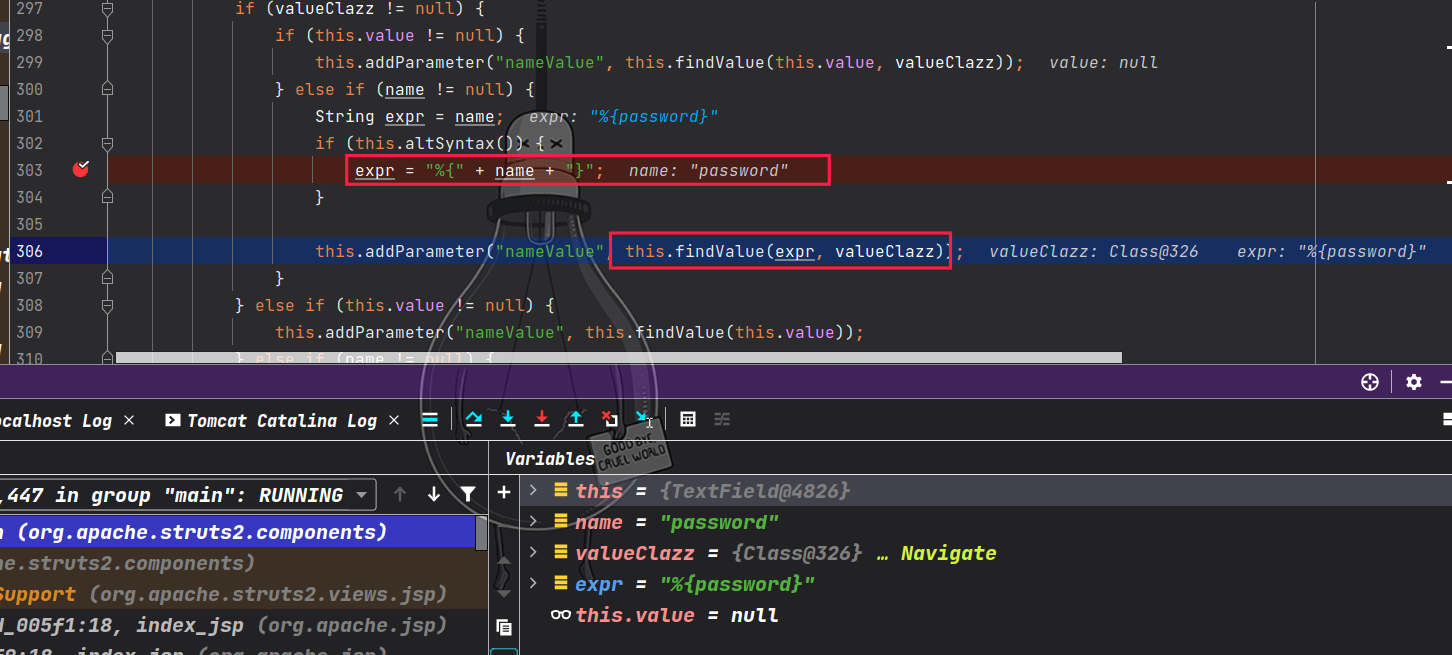 297 if (valueClazz != null) {
298 if (this.value != null) {
299 this.addParameter("nameValue", this.findValue(this.value, valueClazz)); value: null
300 } else if (name != null) {
301 String expr = name; expr: "%{password}"
302 if (this.altSyntax()) {
303 expr = "%{" + name + "}"; name: "password"
304 }
305
306 this.addParameter("nameValue", this.findValue(expr, valueClazz)); valueClazz: Class@326 expr: "%{password}"
307 }
308 } else if (this.value != null) {
309 this.addParameter("nameValue", this.findValue(this.value));
310 } else if (name != null) {
GOOD BYE
CRUEL WORLD
ocalhost Log × Tomcat Catalina Log ×
Variables
,447 in group "main": RUNNING
(org.apache.struts2.components)
he.struts2.components)
Support (org.apache.struts2.views.jsp)
_005f1:18, index_jsp (org.apache.jsp)
index_jsp (org.apache.jsp)
this = {TextField@4826}
name = "password"
valueClazz = {Class@326} … Navigate
expr = "%{password}"
this.value = null